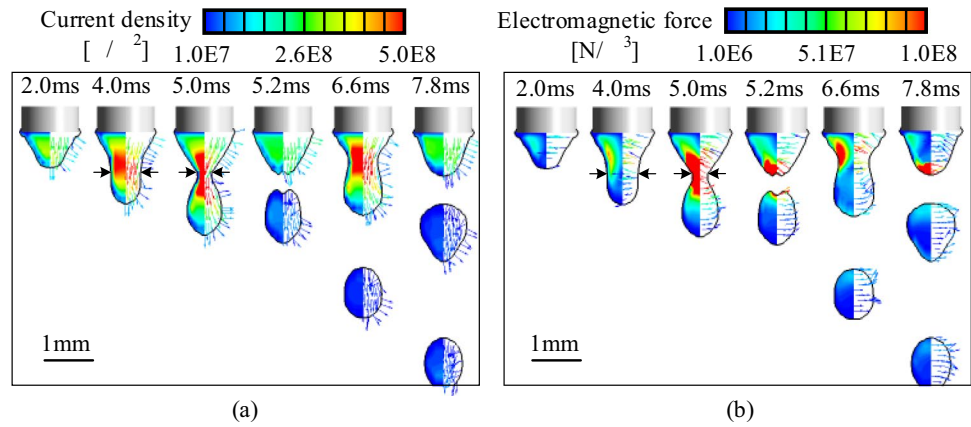 Current density
[ / 2]
1.0E7 2.6E8 5.0E8
2.0ms 4.0ms 5.0ms 5.2ms 6.6ms 7.8ms
1mm
(a)
Electromagnetic force
[N/ 3]
1.0E6 5.1E7 1.0E8
2.0ms 4.0ms 5.0ms 5.2ms 6.6ms 7.8ms
1mm
(b)